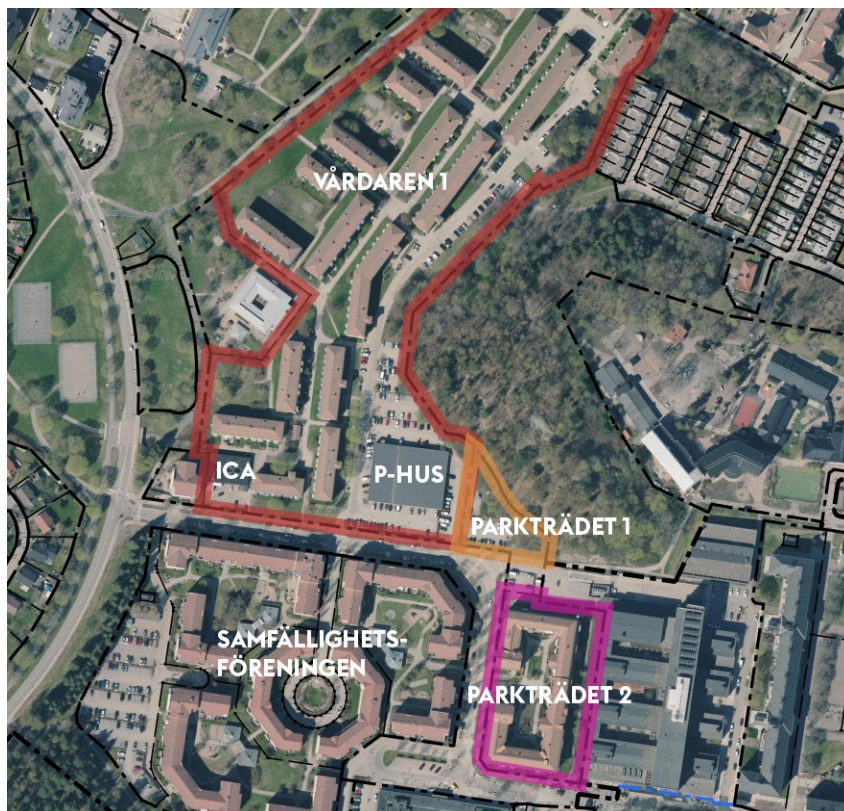 VÅRDAREN 1
ICA
P-HUS
PARKTRÄDET 1
SAMFÄLLIGHETS-
FÖRENINGEN
PARKTRÄDET 2